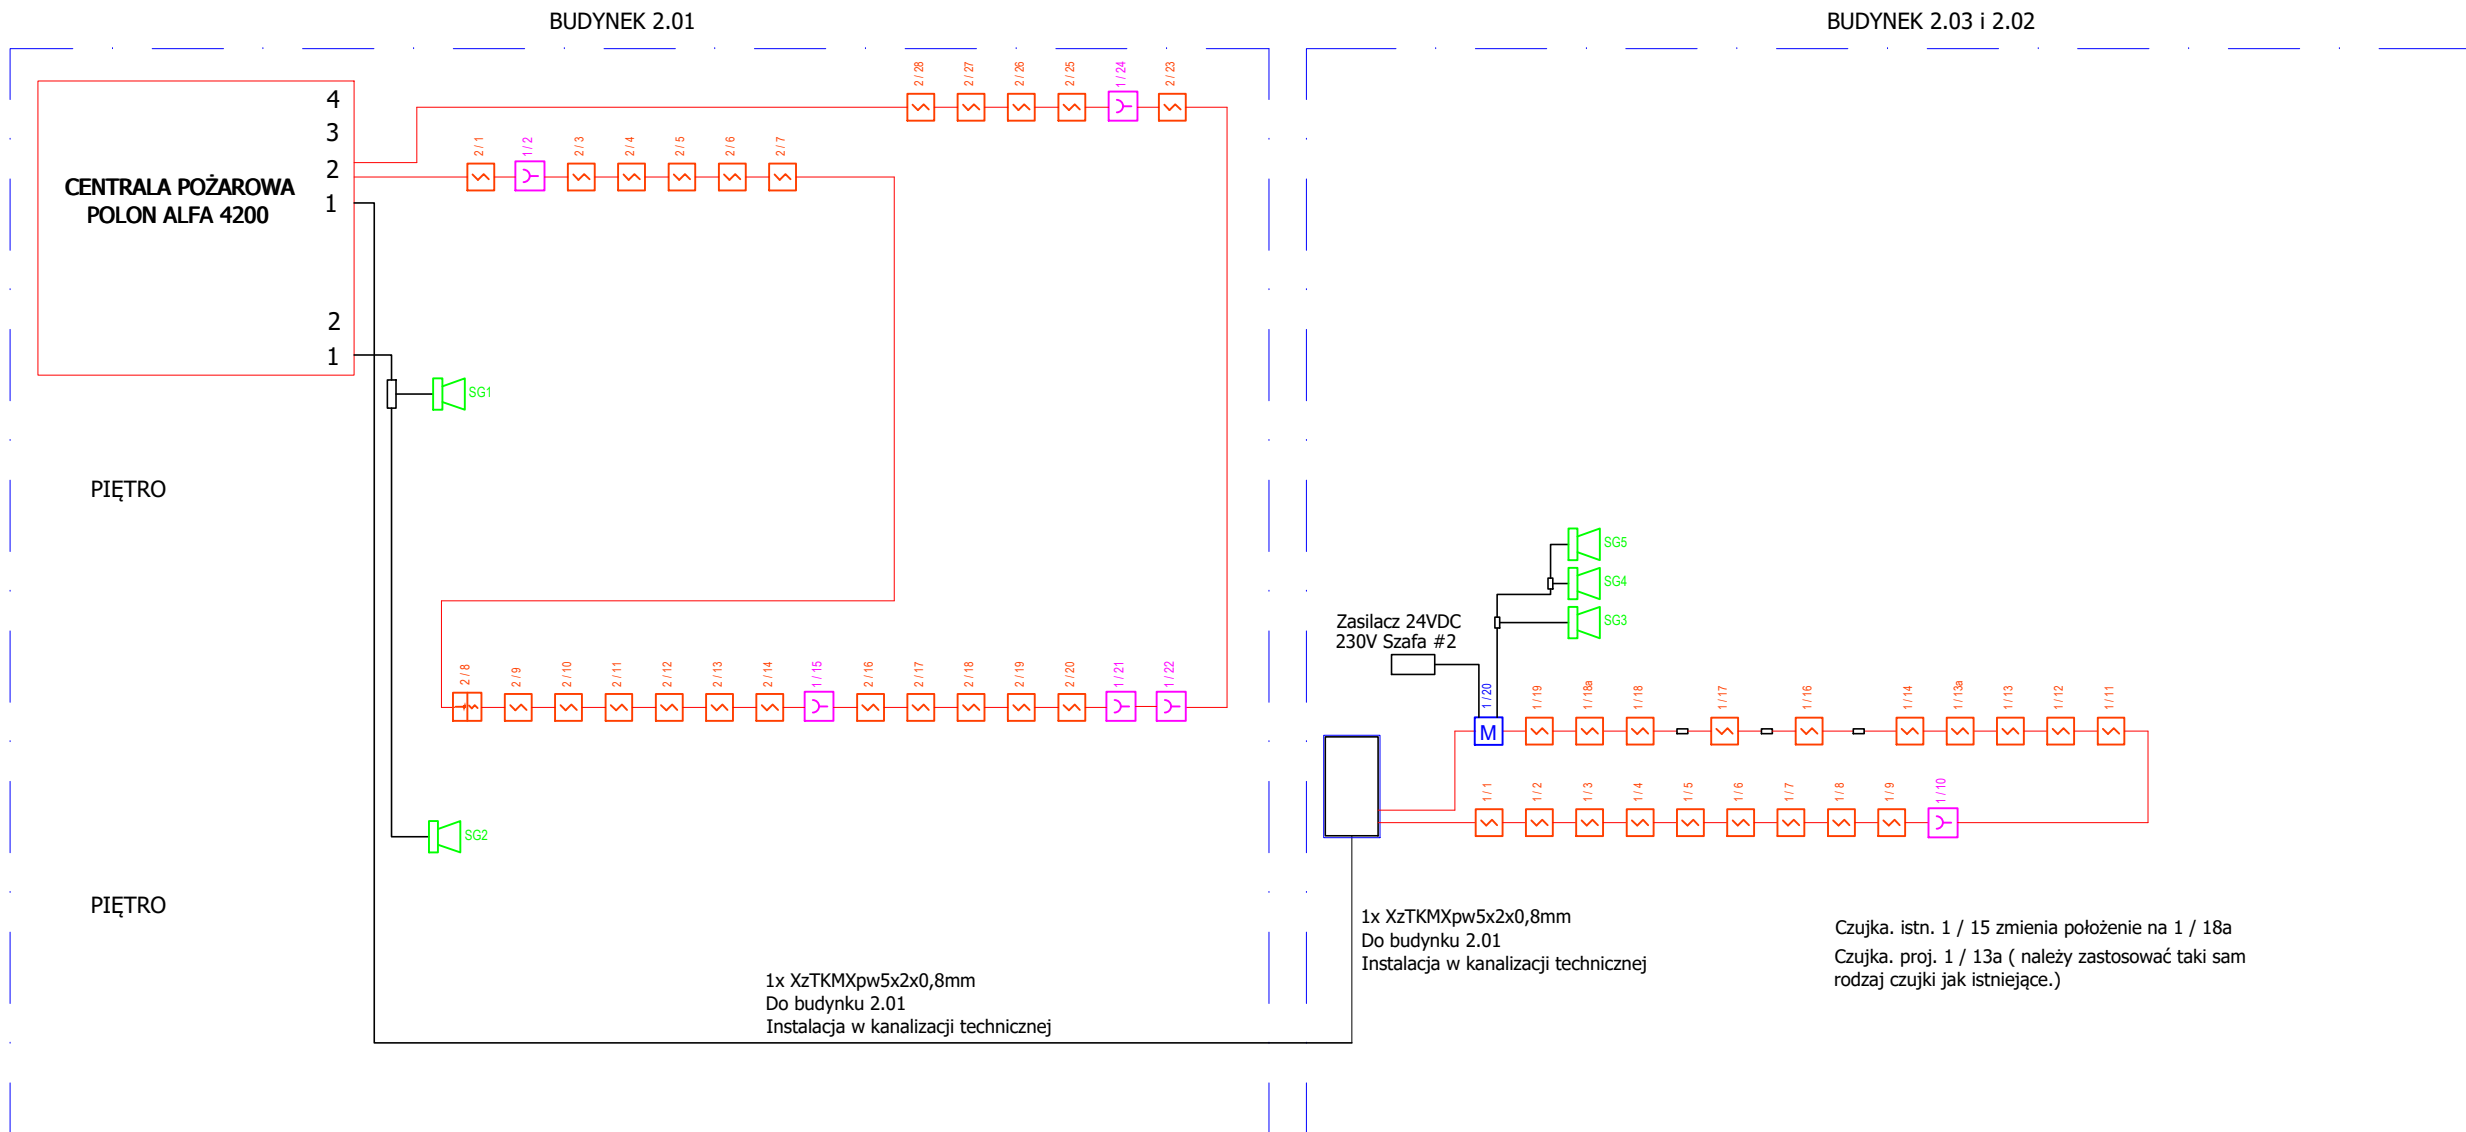 BUDYNEK 2.01
BUDYNEK 2.03 i 2.02
4
3
2
1
CENTRALA POŻAROWA
POLON ALFA 4200
2
1
2 / 28
2 / 27
2 / 26
2 / 25
1 / 24
2 / 23
2 / 1
1 / 2
2 / 3
2 / 4
2 / 5
2 / 6
2 / 7
SG1
PIĘTRO
2 / 8
2 / 9
2 / 10
2 / 11
2 / 12
2 / 13
2 / 14
1 / 15
2 / 16
2 / 17
2 / 18
2 / 19
2 / 20
1 / 21
1 / 22
SG2
PIĘTRO
1x XzTKMXpw5x2x0,8mm
Do budynku 2.01
Instalacja w kanalizacji technicznej
SG5
SG4
SG3
Zasilacz 24VDC
230V Szafa #2
1 / 20
M
1 / 19
1 / 18a
1 / 18
1 / 17
1 / 16
1 / 14
1 / 13a
1 / 13
1 / 12
1 / 11
1 / 1
1 / 2
1 / 3
1 / 4
1 / 5
1 / 6
1 / 7
1 / 8
1 / 9
1 / 10
1x XzTKMXpw5x2x0,8mm
Do budynku 2.01
Instalacja w kanalizacji technicznej
Czujka. istn. 1 / 15 zmienia położenie na 1 / 18a
Czujka. proj. 1 / 13a ( należy zastosować taki sam
rodzaj czujki jak istniejące.)